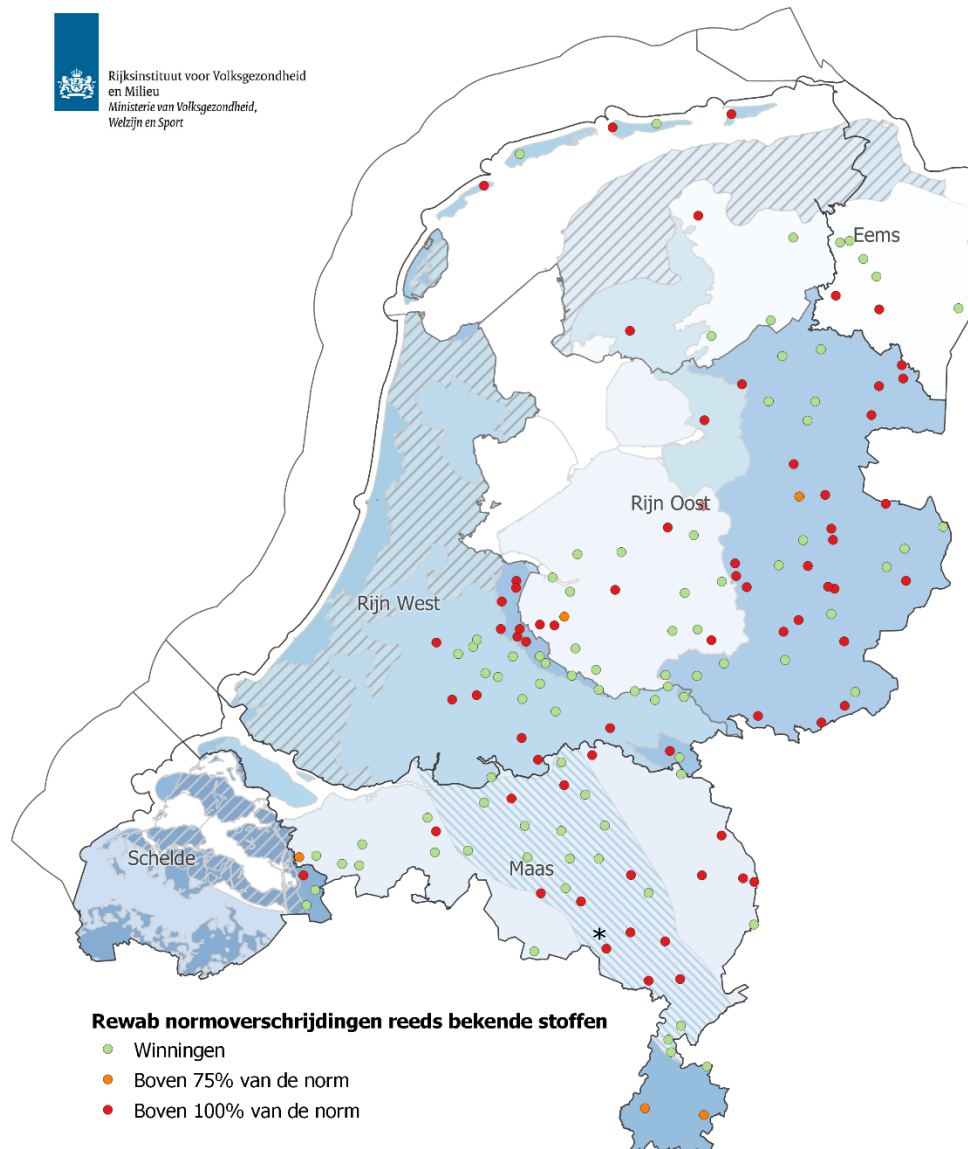 Rijksinstituut voor Volksgezondheid
en Milieu
Ministerie van Volksgezondheid,
Welzijn en Sport
Eems
Rijn Oost
Rijn West
Schelde
Maas
*
Rewab normoverschrijdingen reeds bekende stoffen
Winningen
Boven 75% van de norm
Boven 100% van de norm